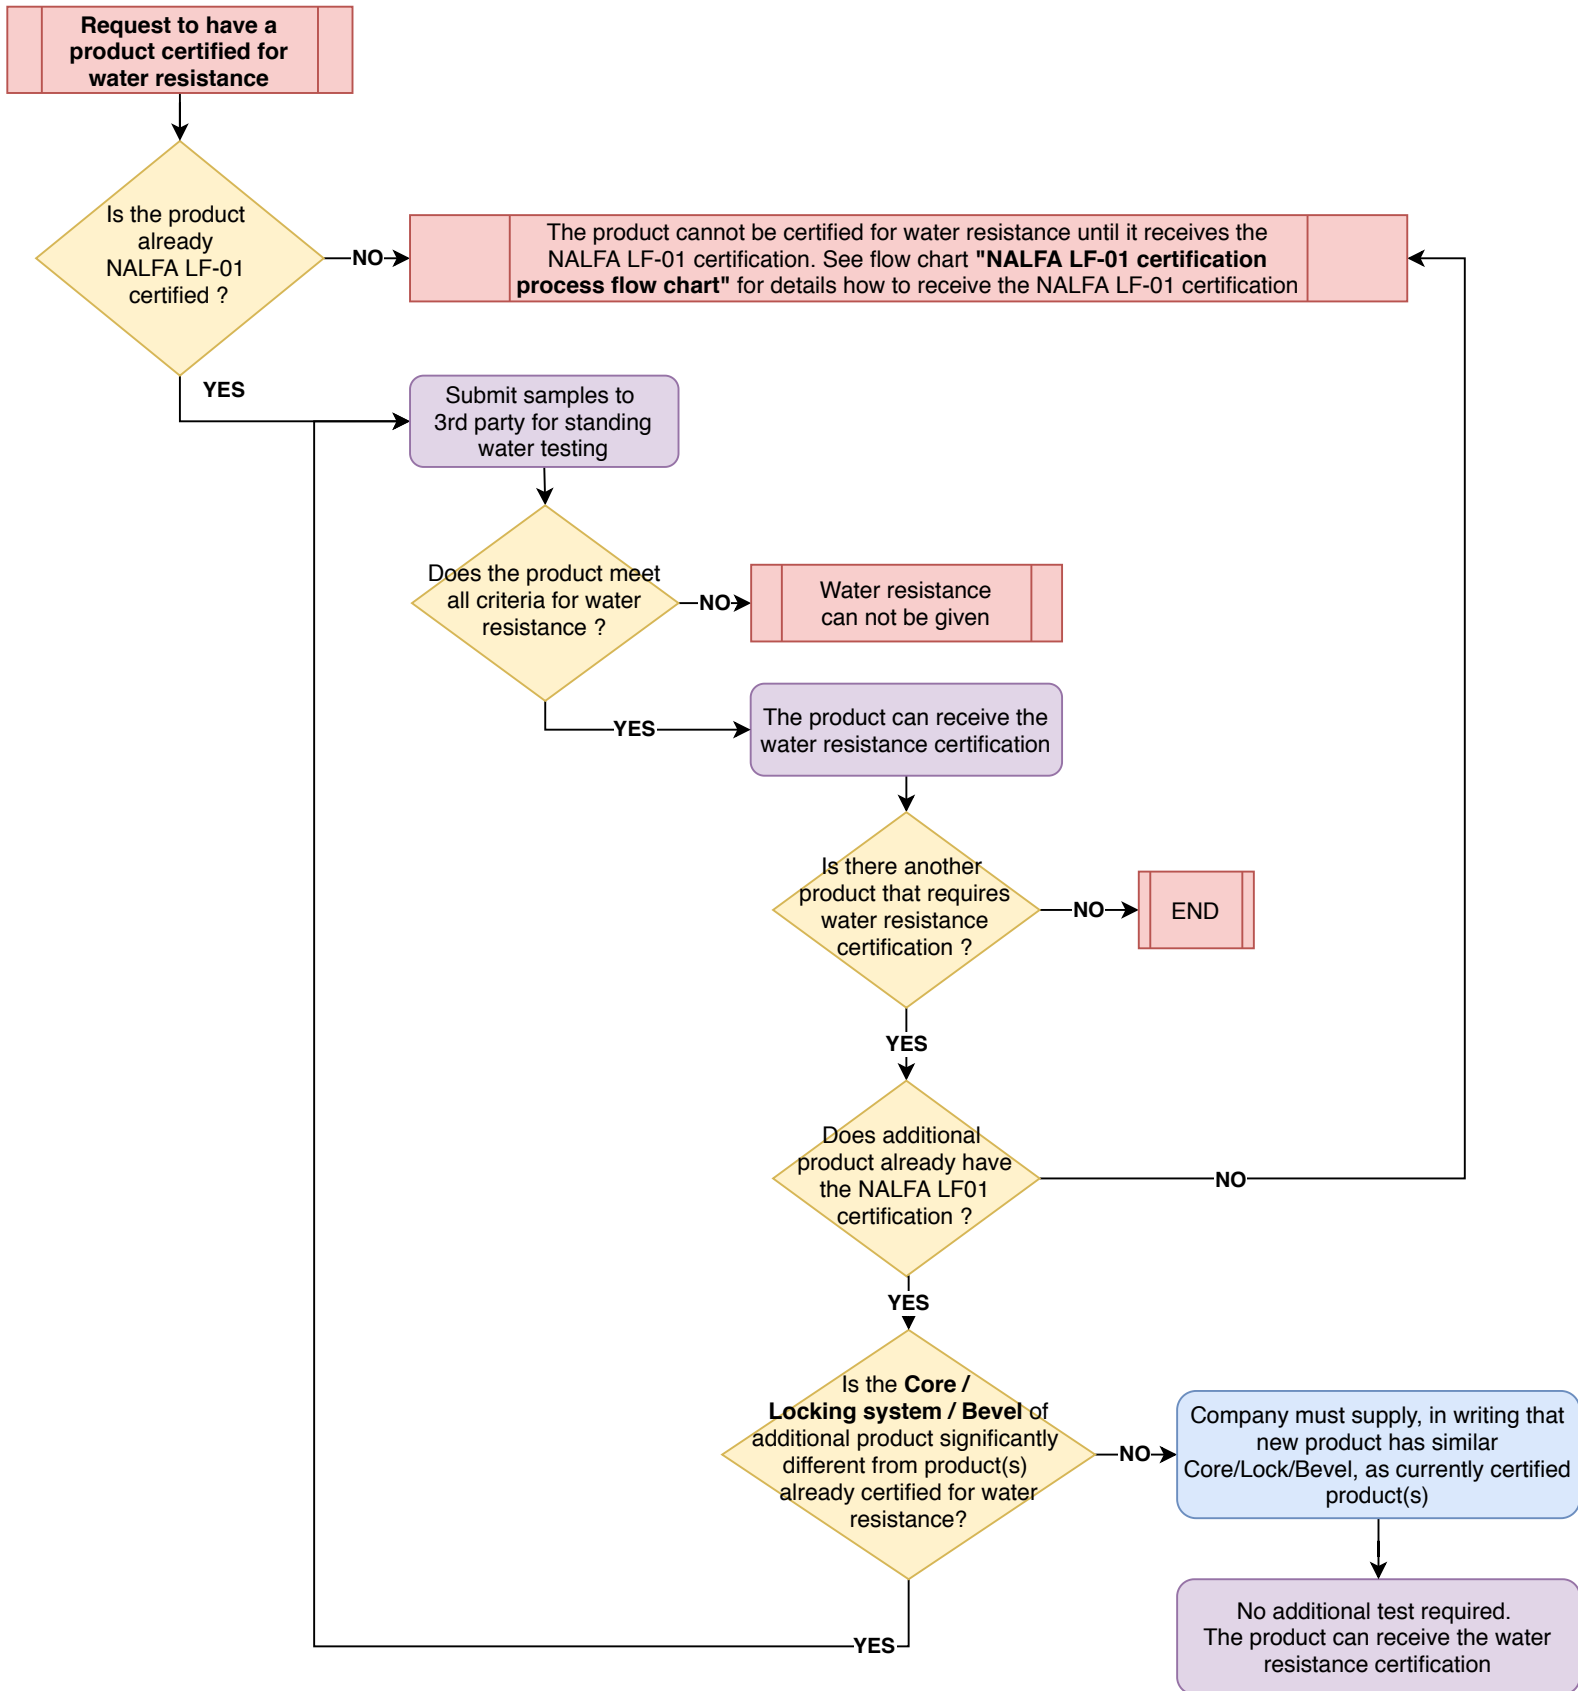 Request to have a
product certified for
water resistance
Is the product
already
NALFA LF-01
certified ?
NO
The product cannot be certified for water resistance until it receives the
NALFA LF-01 certification. See flow chart "NALFA LF-01 certification
process flow chart" for details how to receive the NALFA LF-01 certification
YES
Submit samples to
3rd party for standing
water testing
Does the product meet
all criteria for water
resistance ?
NO
Water resistance
can not be given
YES
The product can receive the
water resistance certification
Is there another
product that requires
water resistance
certification ?
NO
END
YES
Does additional
product already have
the NALFA LF01
certification ?
NO
YES
Is the Core /
Locking system / Bevel of
additional product significantly
different from product(s)
already certified for water
resistance?
NO
Company must supply, in writing that
new product has similar
Core/Lock/Bevel, as currently certified
product(s)
YES
No additional test required.
The product can receive the water
resistance certification